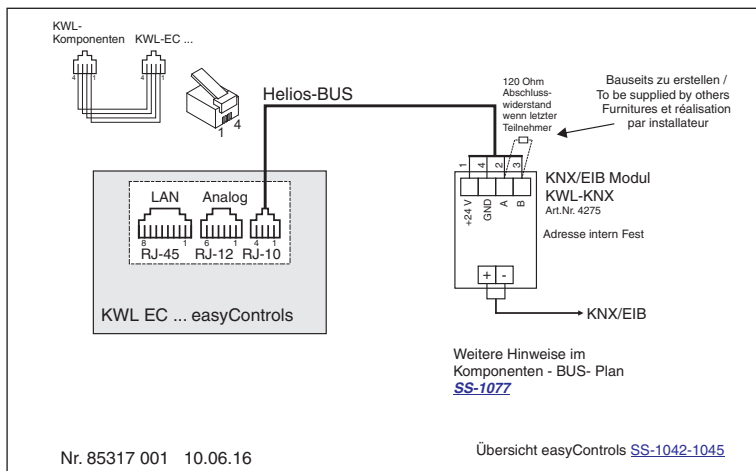 KWL-
Komponenten KWL-EC ...
4 1 4 1
1 4
Helios-BUS
120 Ohm
Abschluss-
widerstand
wenn letzter
Teilnehmer
Bauseits zu erstellen /
To be supplied by others
Furnitures et réalisation
par installateur
1 4 2 3
+24 V GND A B
KNX/EIB Modul
KWL-KNX
Art.Nr. 4275
Adresse intern Fest
+ -
KNX/EIB
LAN Analog
8 1 6 1 4 1
RJ-45 RJ-12 RJ-10
KWL EC ... easyControls
Weitere Hinweise im
Komponenten - BUS- Plan
SS-1077
Nr. 85317 001 10.06.16
Übersicht easyControls SS-1042-1045